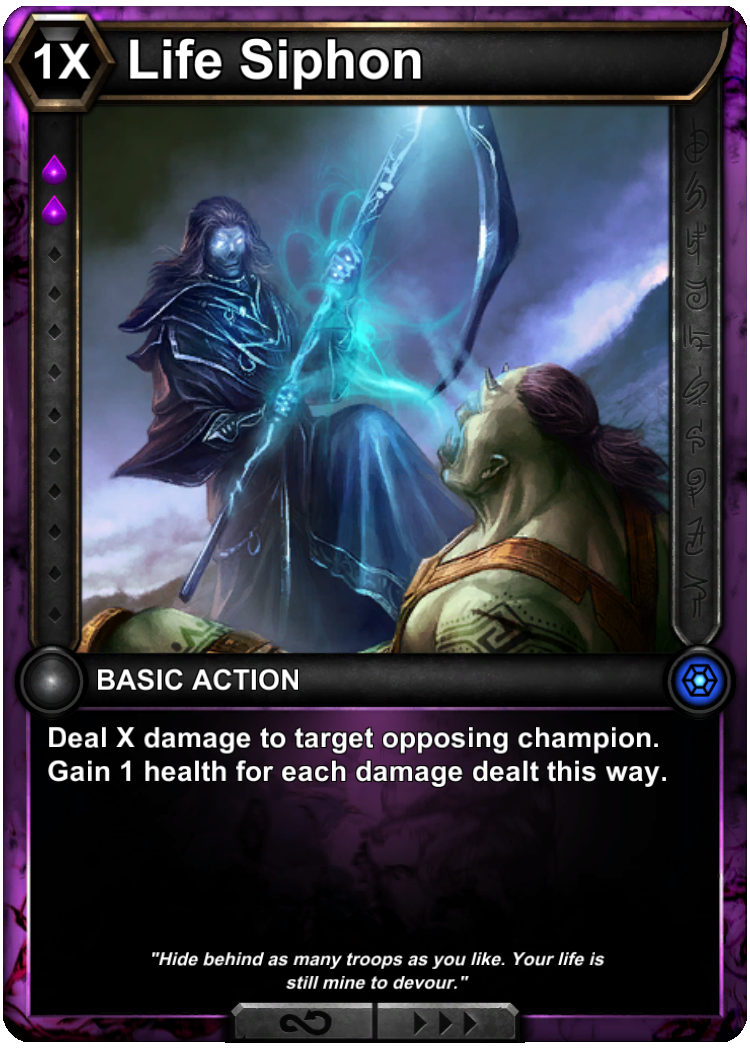 1X Life Siphon
BASIC ACTION
Deal X damage to target opposing champion.
Gain 1 health for each damage dealt this way.
"Hide behind as many troops as you like. Your life is
still mine to devour."